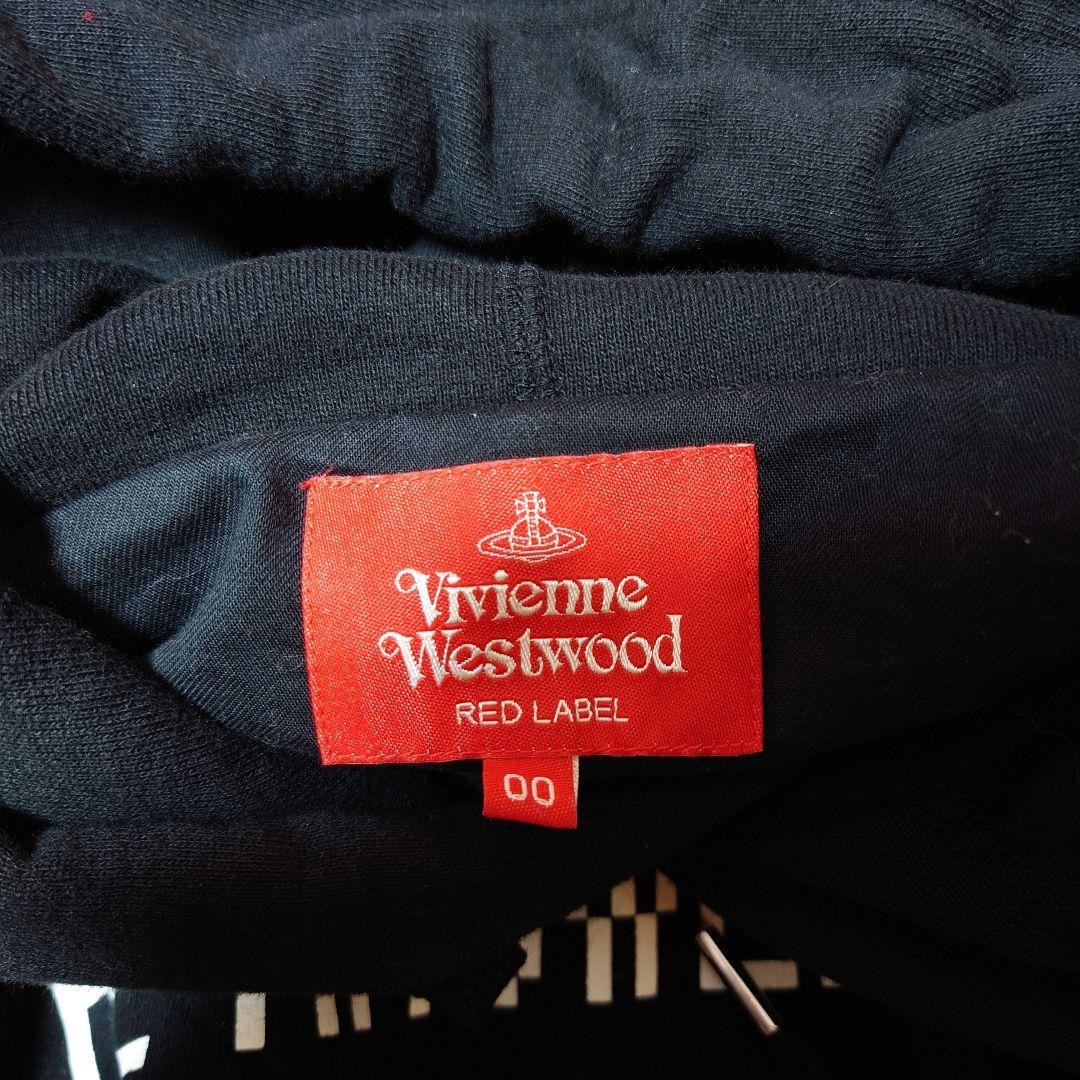 Vivienne
Westwood
RED LABEL
00